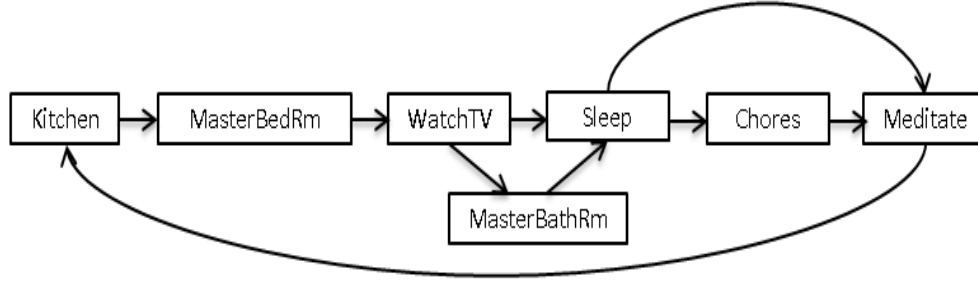 Kitchen
MasterBedRm
WatchTV
Sleep
Chores
Meditate
MasterBathRm